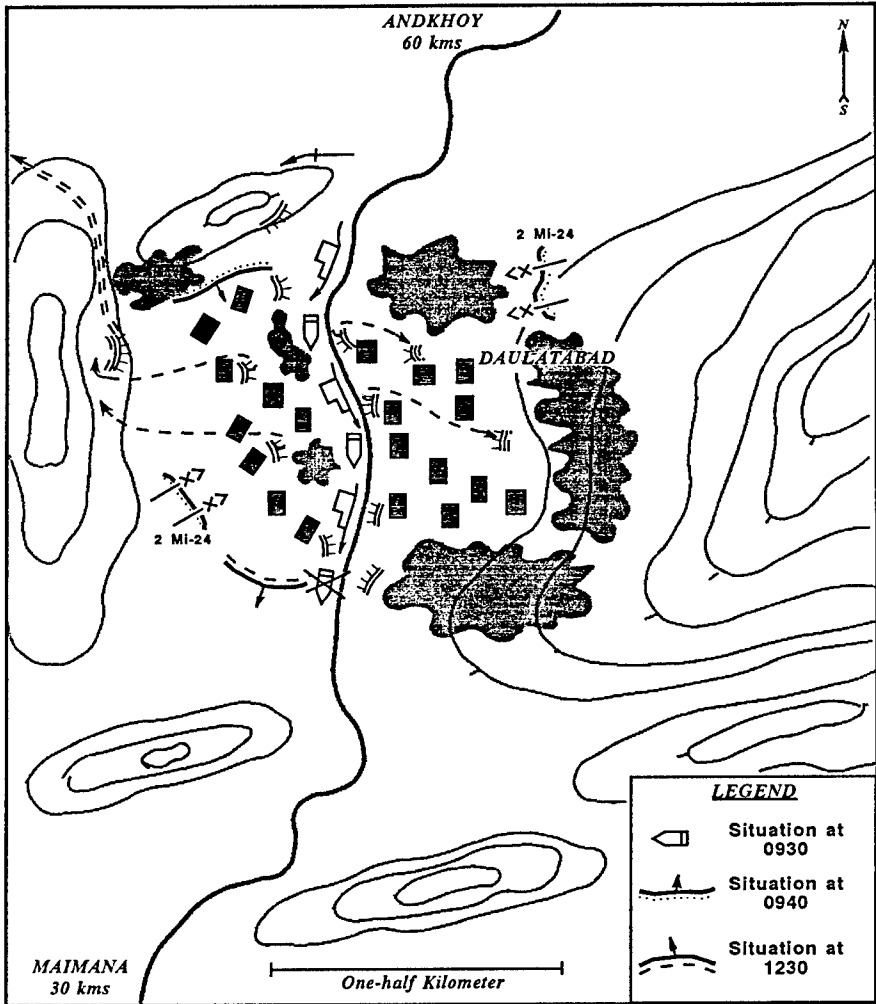 ANDKHOY
60 kms
N
S
2 Mi-24
DAULATABAD
2 Mi-24
LEGEND
Situation at
0930
Situation at
0940
Situation at
1230
MAIMANA
30 kms
One-half Kilometer